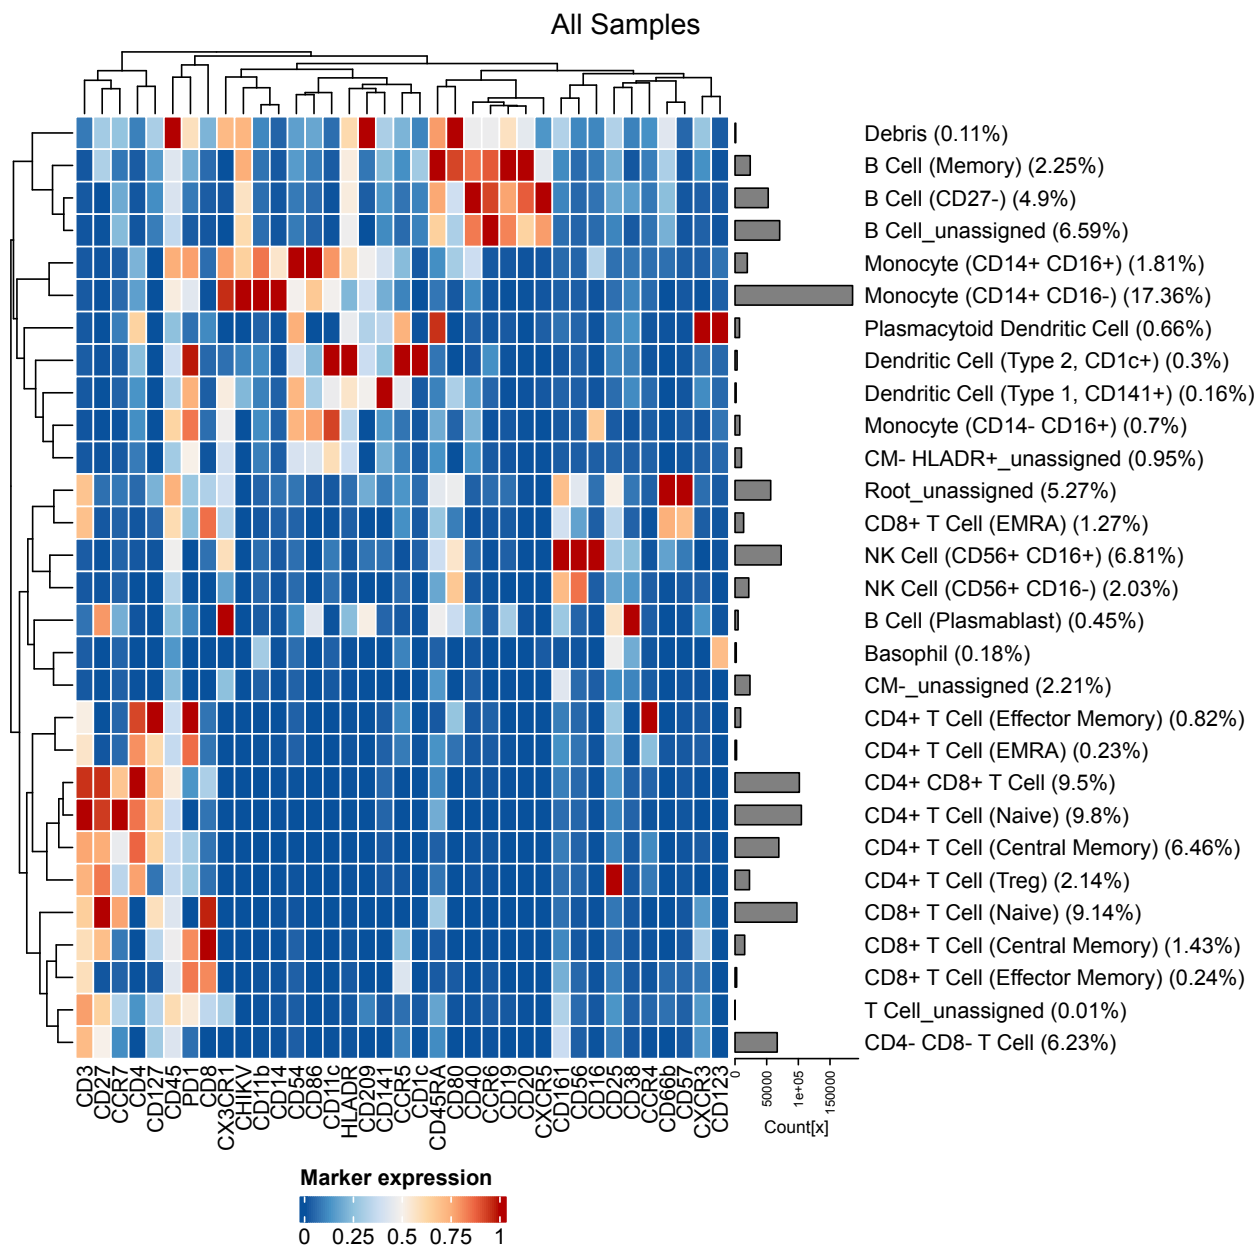 All Samples
Debris (0.11%)
B Cell (Memory) (2.25%)
B Cell (CD27-) (4.9%)
B Cell_unassigned (6.59%)
Monocyte (CD14+ CD16+) (1.81%)
Monocyte (CD14+ CD16-) (17.36%)
Plasmacytoid Dendritic Cell (0.66%)
Dendritic Cell (Type 2, CD1c+) (0.3%)
Dendritic Cell (Type 1, CD141+) (0.16%)
Monocyte (CD14- CD16+) (0.7%)
CM- HLADR+_unassigned (0.95%)
Root_unassigned (5.27%)
CD8+ T Cell (EMRA) (1.27%)
NK Cell (CD56+ CD16+) (6.81%)
NK Cell (CD56+ CD16-) (2.03%)
B Cell (Plasmablast) (0.45%)
Basophil (0.18%)
CM-_unassigned (2.21%)
CD4+ T Cell (Effector Memory) (0.82%)
CD4+ T Cell (EMRA) (0.23%)
CD4+ CD8+ T Cell (9.5%)
CD4+ T Cell (Naive) (9.8%)
CD4+ T Cell (Central Memory) (6.46%)
CD4+ T Cell (Treg) (2.14%)
CD8+ T Cell (Naive) (9.14%)
CD8+ T Cell (Central Memory) (1.43%)
CD8+ T Cell (Effector Memory) (0.24%)
T Cell_unassigned (0.01%)
CD4- CD8- T Cell (6.23%)
CD3
CD27
CCR7
CD4
CD127
CD45
PD1
CD8
CX3CR1
CHIKV
CD11b
CD14
CD54
CD86
CD11c
HLADR
CD209
CD141
CCR5
CD1c
CD45RA
CD80
CD40
CCR6
CD19
CD20
CXCR5
CD161
CD56
CD16
CD25
CD38
CCR4
CD66b
CD57
CXCR3
CD123
0
50000
1e+05
150000
Count[x]
Marker expression
0 0.25 0.5 0.75 1